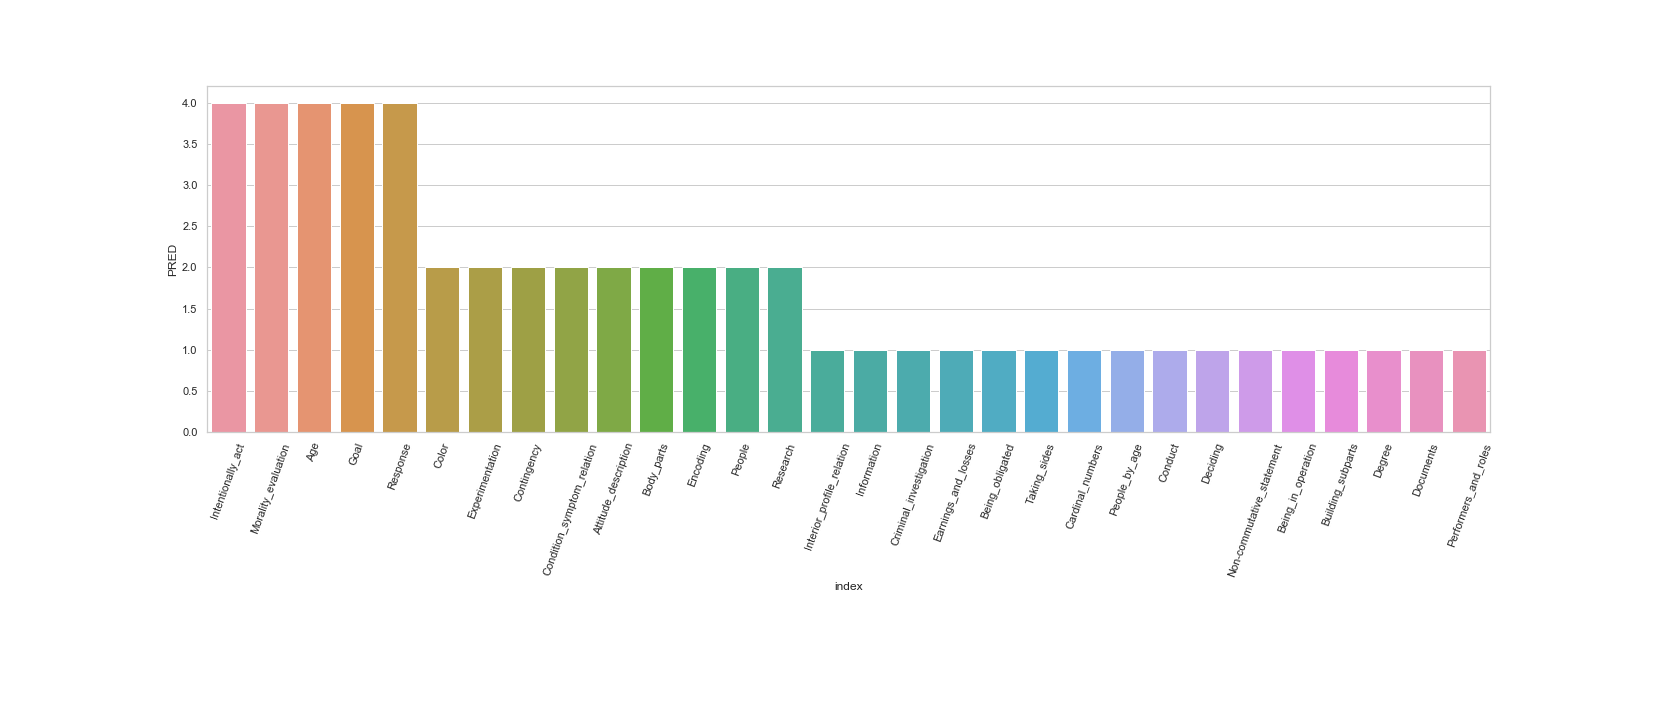 4.0
3.5
3.0
2.5
2.0
1.5
1.0
0.5
0.0
PRED
Intentionally_act
Morality_evaluation
Age
Goal
Response
Color
Experimentation
Contingency
Condition_symptom_relation
Attitude_description
Body_parts
Encoding
People
Research
Interior_profile_relation
Information
Criminal_investigation
Earnings_and_losses
Being_obligated
Taking_sides
Cardinal_numbers
People_by_age
Conduct
Deciding
Non-commutative_statement
Being_in_operation
Building_subparts
Degree
Documents
Performers_and_roles
index